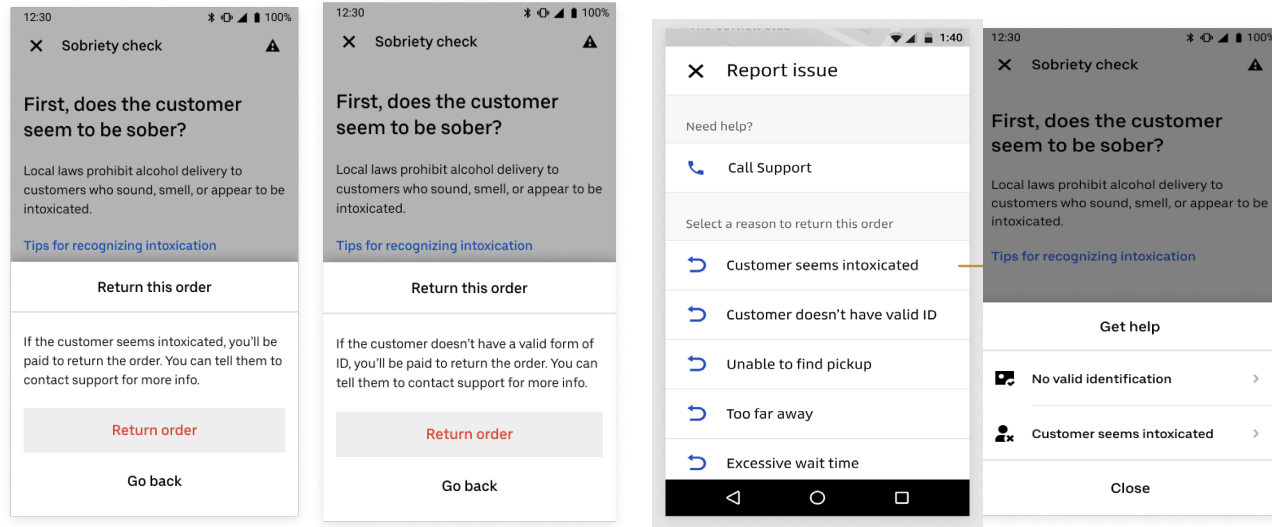 12:30
100%
Sobriety check
First, does the customer
seem to be sober?
Local laws prohibit alcohol delivery to
customers who sound, smell, or appear to be
intoxicated.
Tips for recognizing intoxication
Return this order
If the customer seems intoxicated, you’ll be
paid to return the order. You can tell them to
contact support for more info.
Return order
Go back
12:30
100%
Sobriety check
First, does the customer
seem to be sober?
Local laws prohibit alcohol delivery to
customers who sound, smell, or appear to be
intoxicated.
Tips for recognizing intoxication
Return this order
If the customer doesn’t have a valid form of
ID, you’ll be paid to return the order. You can
tell them to contact support for more info.
Return order
Go back
1:40
Report issue
Need help?
Call Support
Select a reason to return this order
Customer seems intoxicated
Customer doesn’t have valid ID
Unable to find pickup
Too far away
Excessive wait time
12:30
100%
Sobriety check
First, does the customer
seem to be sober?
Local laws prohibit alcohol delivery to
customers who sound, smell, or appear to be
intoxicated.
Tips for recognizing intoxication
Get help
No valid identification
Customer seems intoxicated
Close